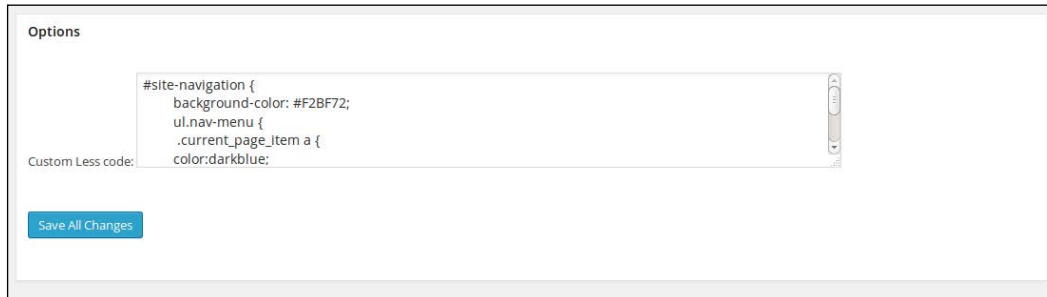 Options
#site-navigation {
background-color: #F2BF72;
ul.nav-menu {
.current_page_item a {
Custom Less code:
color:darkblue;
Save All Changes